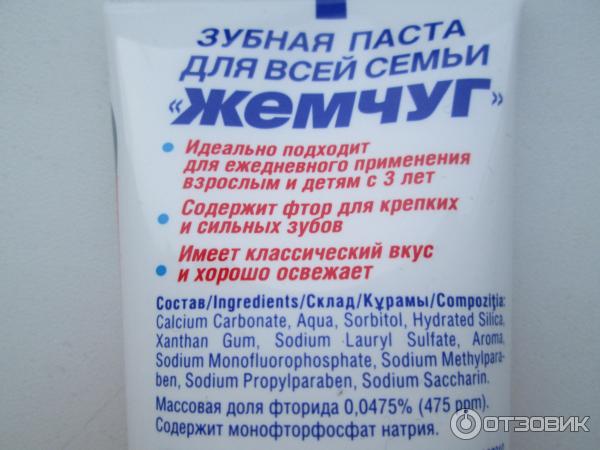 ЗУБНАЯ ПАСТА
ДЛЯ ВСЕЙ СЕМЬИ
«ЖЕМЧУГ»
• Идеально подходит
для ежедневного применения
взрослым и детям с 3 лет
• Содержит фтор для крепких
и сильных зубов
• Имеет классический вкус
и хорошо освежает
Состав/Ingredients/Склад/Құрамы/Compoziţia:
Calcium Carbonate, Aqua, Sorbitol, Hydrated Silica,
Xanthan Gum, Sodium Lauryl Sulfate, Aroma,
Sodium Monofluorophosphate, Sodium Methylpara-
ben, Sodium Propylparaben, Sodium Saccharin.
Массовая доля фторида 0,0475% (475 ppm).
Содержит монофторфосфат натрия.
ОТЗОВИК